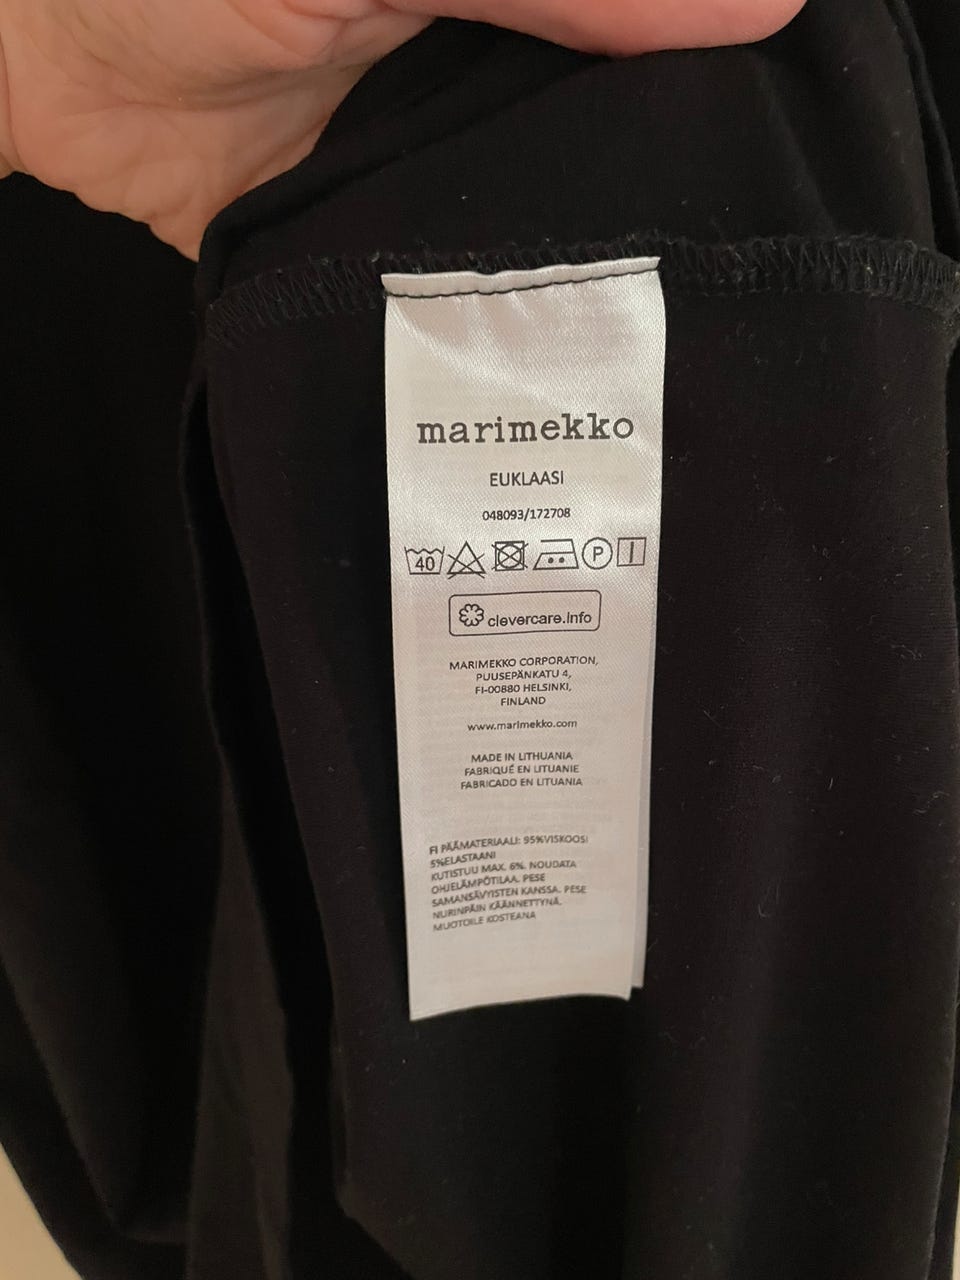 marimekko
EUKLAASI
048093/172708
40 P
clevercare.info
MARIMEKKO CORPORATION,
PUUSEPÄNKATU 4,
FI-00880 HELSINKI,
FINLAND
www.marimekko.com
MADE IN LITHUANIA
FABRIQUÉ EN LITUANIE
FABRICADO EN LITUANIA
FI PÄÄMATERIAALI: 95%VISKOOSI
5%ELASTAANI
KUTISTUU MAX. 6%. NOUDATA
OHJELÄMPÖTILAA. PESE
SAMANSÄVYISTEN KANSSA. PESE
NURINPÄIN KÄÄNNETTYNÄ.
MUOTOILE KOSTEANA